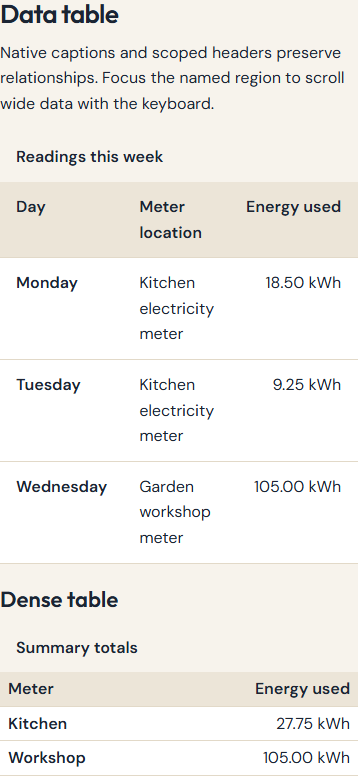 Data table
Native captions and scoped headers preserve
relationships. Focus the named region to scroll
wide data with the keyboard.
Readings this week
Day Meter location Energy used
Monday Kitchen electricity meter 18.50 kWh
Tuesday Kitchen electricity meter 9.25 kWh
Wednesday Garden workshop meter 105.00 kWh
Dense table
Summary totals
Meter Energy used
Kitchen 27.75 kWh
Workshop 105.00 kWh